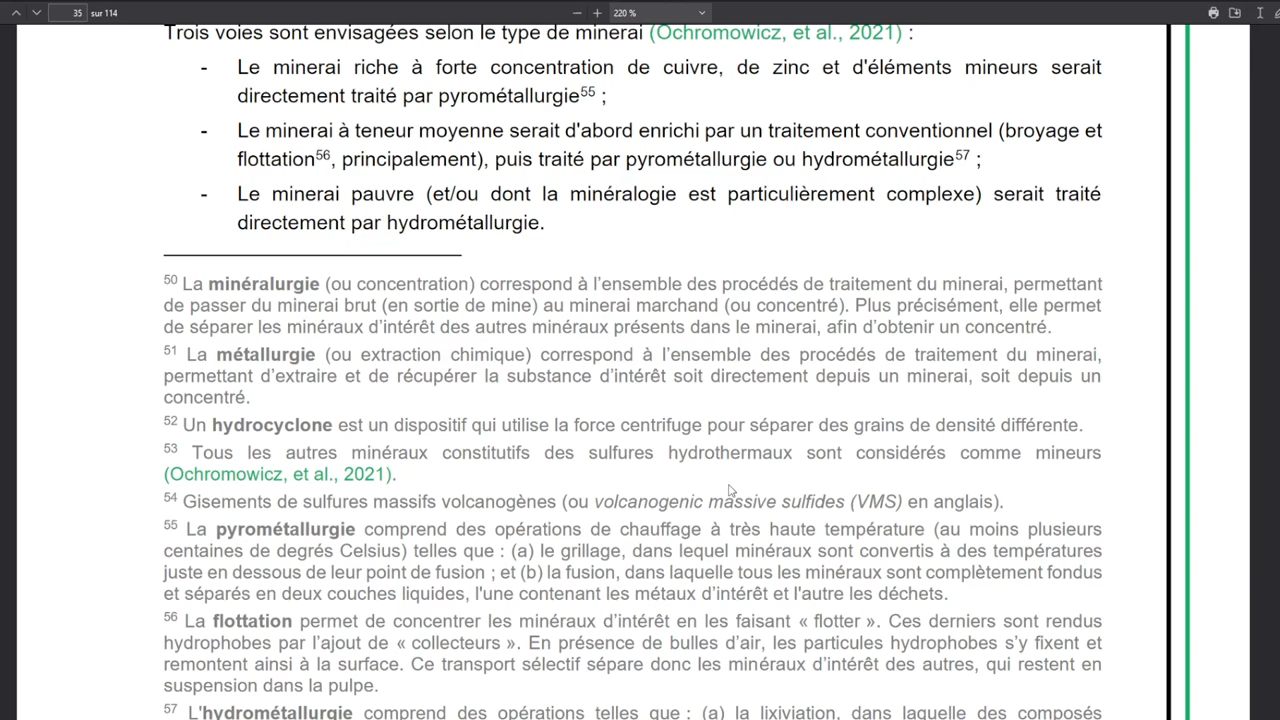 35 sur 114
220 %
Trois voies sont envisagées selon le type de minerai (Ochromowicz, et al., 2021) :
- Le minerai riche à forte concentration de cuivre, de zinc et d'éléments mineurs serait
directement traité par pyrométallurgie55 ;
- Le minerai à teneur moyenne serait d'abord enrichi par un traitement conventionnel (broyage et
flottation56, principalement), puis traité par pyrométallurgie ou hydrométallurgie57 ;
- Le minerai pauvre (et/ou dont la minéralogie est particulièrement complexe) serait traité
directement par hydrométallurgie.
50 La minéralurgie (ou concentration) correspond à l’ensemble des procédés de traitement du minerai, permettant
de passer du minerai brut (en sortie de mine) au minerai marchand (ou concentré). Plus précisément, elle permet
de séparer les minéraux d’intérêt des autres minéraux présents dans le minerai, afin d’obtenir un concentré.
51 La métallurgie (ou extraction chimique) correspond à l’ensemble des procédés de traitement du minerai,
permettant d’extraire et de récupérer la substance d’intérêt soit directement depuis un minerai, soit depuis un
concentré.
52 Un hydrocyclone est un dispositif qui utilise la force centrifuge pour séparer des grains de densité différente.
53 Tous les autres minéraux constitutifs des sulfures hydrothermaux sont considérés comme mineurs
(Ochromowicz, et al., 2021).
54 Gisements de sulfures massifs volcanogènes (ou volcanogenic massive sulfides (VMS) en anglais).
55 La pyrométallurgie comprend des opérations de chauffage à très haute température (au moins plusieurs
centaines de degrés Celsius) telles que : (a) le grillage, dans lequel minéraux sont convertis à des températures
juste en dessous de leur point de fusion ; et (b) la fusion, dans laquelle tous les minéraux sont complètement fondus
et séparés en deux couches liquides, l'une contenant les métaux d’intérêt et l'autre les déchets.
56 La flottation permet de concentrer les minéraux d’intérêt en les faisant « flotter ». Ces derniers sont rendus
hydrophobes par l’ajout de « collecteurs ». En présence de bulles d’air, les particules hydrophobes s’y fixent et
remontent ainsi à la surface. Ce transport sélectif sépare donc les minéraux d’intérêt des autres, qui restent en
suspension dans la pulpe.
57 L'hydrométallurgie comprend des opérations telles que : (a) la lixiviation, dans laquelle des composés